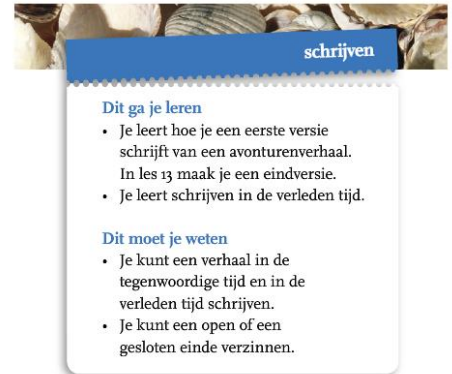 schrijven
Dit ga je leren
• Je leert hoe je een eerste versie
schrijft van een avonturenverhaal.
In les 13 maak je een eindversie.
• Je leert schrijven in de verleden tijd.
Dit moet je weten
• Je kunt een verhaal in de
tegenwoordige tijd en in de
verleden tijd schrijven.
• Je kunt een open of een
gesloten einde verzinnen.